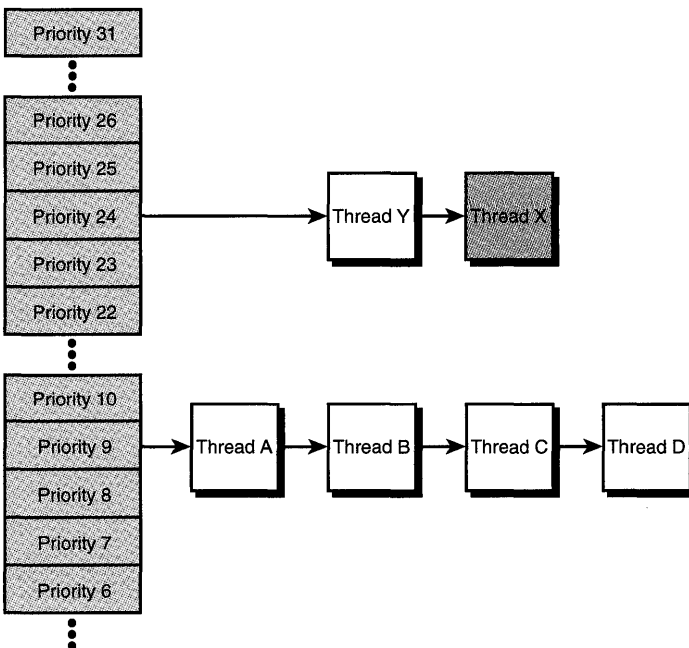 Priority 31
Priority 26
Priority 25
Priority 24
Thread Y
Thread X
Priority 23
Priority 22
Priority 10
Priority 9
Thread A
Thread B
Thread C
Thread D
Priority 8
Priority 7
Priority 6